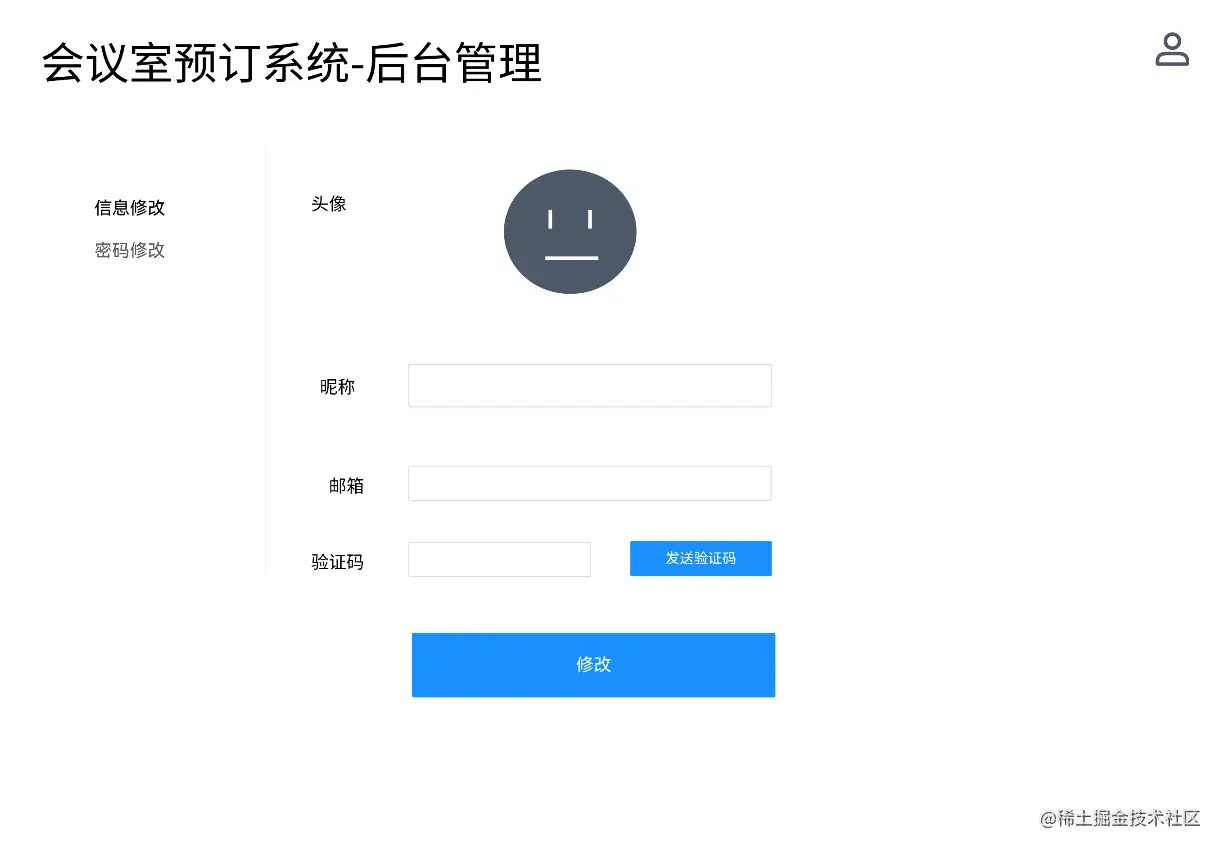 会议室预订系统-后台管理
信息修改
密码修改
头像
昵称
邮箱
验证码
发送验证码
修改
@稀土掘金技术社区